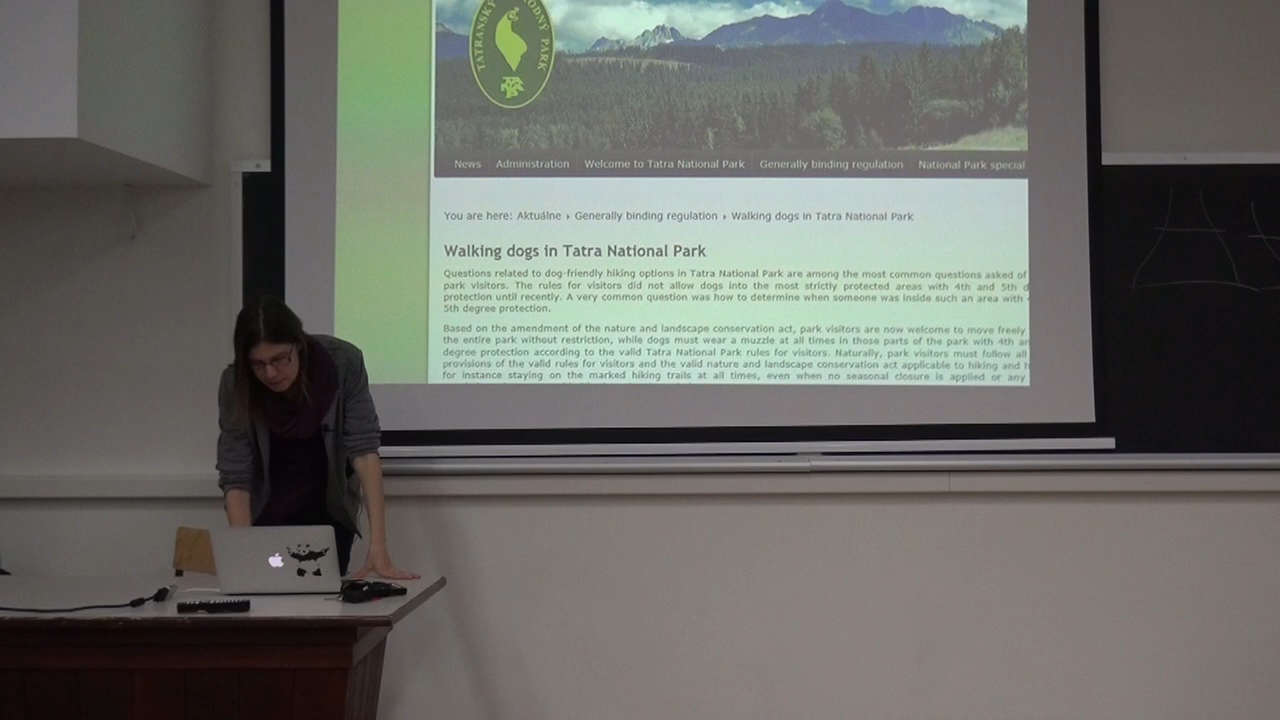 TATRANSKÝ
PARK
News Administration Welcome to Tatra National Park Generally binding regulation National Park special
You are here: Aktuálne › Generally binding regulation › Walking dogs in Tatra National Park
Walking dogs in Tatra National Park
Questions related to dog-friendly hiking options in Tatra National Park are among the most common questions asked of
park visitors. The rules for visitors did not allow dogs into the most strictly protected areas with 4th and 5th d
protection until recently. A very common question was how to determine when someone was inside such an area with
5th degree protection.
Based on the amendment of the nature and landscape conservation act, park visitors are now welcome to move freely
the entire park without restriction, while dogs must wear a muzzle at all times in those parts of the park with 4th an
degree protection according to the valid Tatra National Park rules for visitors. Naturally, park visitors must follow all
provisions of the valid rules for visitors and the valid nature and landscape conservation act applicable to hiking and
for instance staying on the marked hiking trails at all times, even when no seasonal closure is applied or any